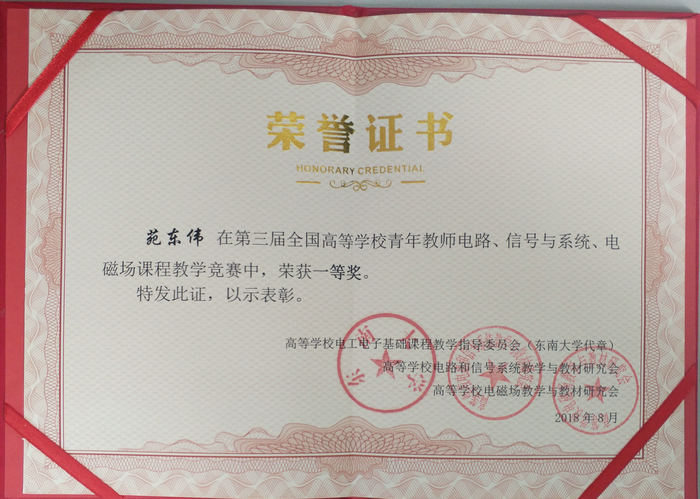 荣誉证书
HONORARY CREDENTIAL
苑东伟 在第三届全国高等学校青年教师电路、信号与系统、电
磁场课程教学竞赛中，荣获一等奖。
特发此证，以示表彰。
高等学校电工电子基础课程教学指导委员会（东南大学代章）
高等学校电路和信号系统教学与教材研究会
高等学校电磁场教学与教材研究会
2018年8月
东南大学